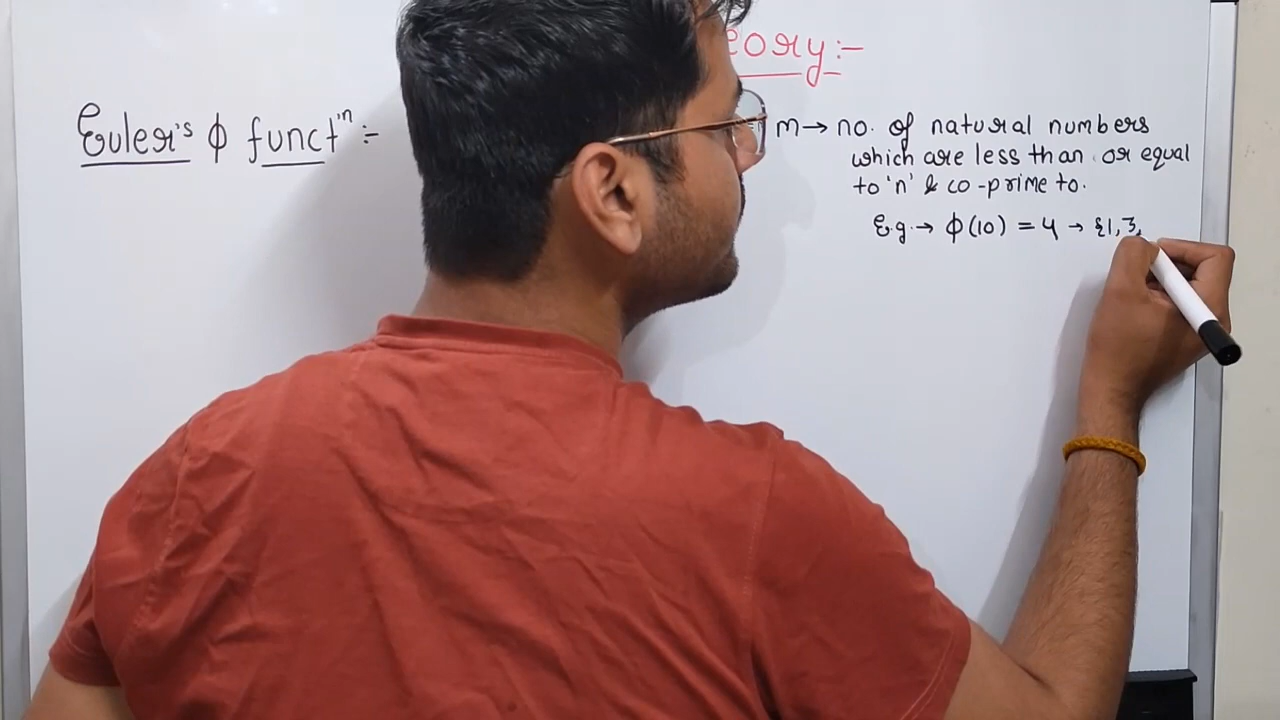 eory:-
Euler's ϕ functⁿ :-
m→ no. of natural numbers
which are less than or equal
to 'n' & co-prime to.
E.g.→ ϕ(10) = 4 → {1,3,